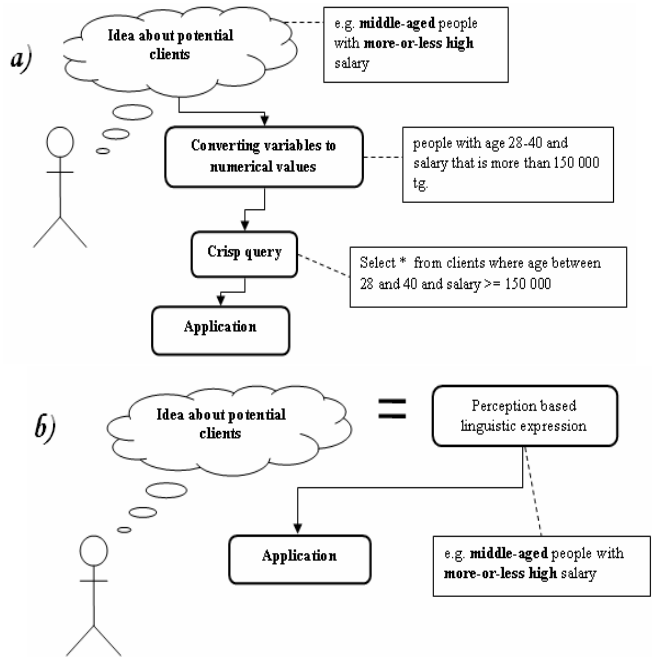 a)
Idea about potential
clients
e.g. middle-aged people
with more-or-less high
salary
Converting variables to
numerical values
people with age 28-40 and
salary that is more than 150 000
tg.
Crisp query
Select * from clients where age between
28 and 40 and salary >= 150 000
Application
b)
Idea about potential
clients
=
Perception based
linguistic expression
Application
e.g. middle-aged people with
more-or-less high salary